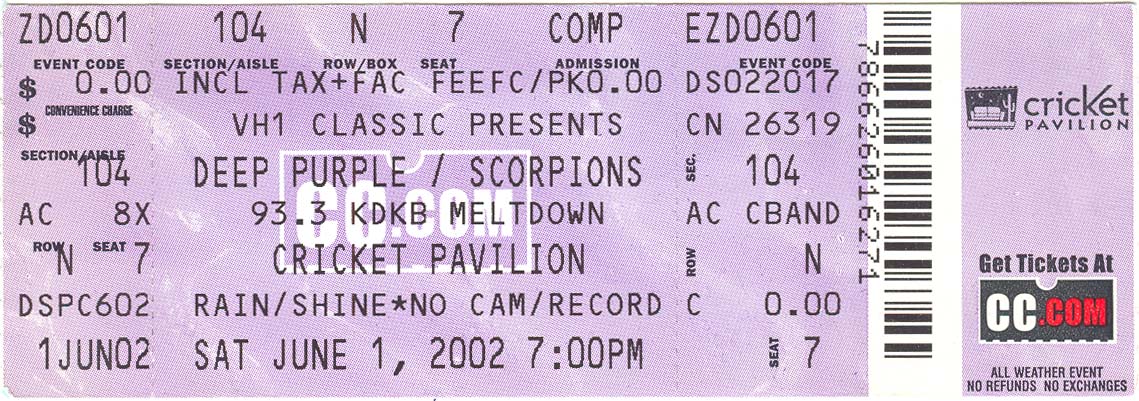 ZD0601 104 N 7 COMP EZD0601
EVENT CODE SECTION/AISLE ROW/BOX SEAT ADMISSION EVENT CODE
$ 0.00 INCL TAX+FAC FEEFC/PK0.00 DS022017
CONVENIENCE CHARGE
$ VH1 CLASSIC PRESENTS CN 26319
SECTION/AISLE
104 DEEP PURPLE / SCORPIONS SEC. 104
CC.COM
AC 8X 93.3 KDKB MELTDOWN AC CBAND
ROW N SEAT 7 CRICKET PAVILION ROW N
DSPC602 RAIN/SHINE*NO CAM/RECORD C 0.00
1JUN02 SAT JUNE 1, 2002 7:00PM SEAT 7
cricket
PAVILION
Get Tickets At
CC.COM
ALL WEATHER EVENT
NO REFUNDS NO EXCHANGES